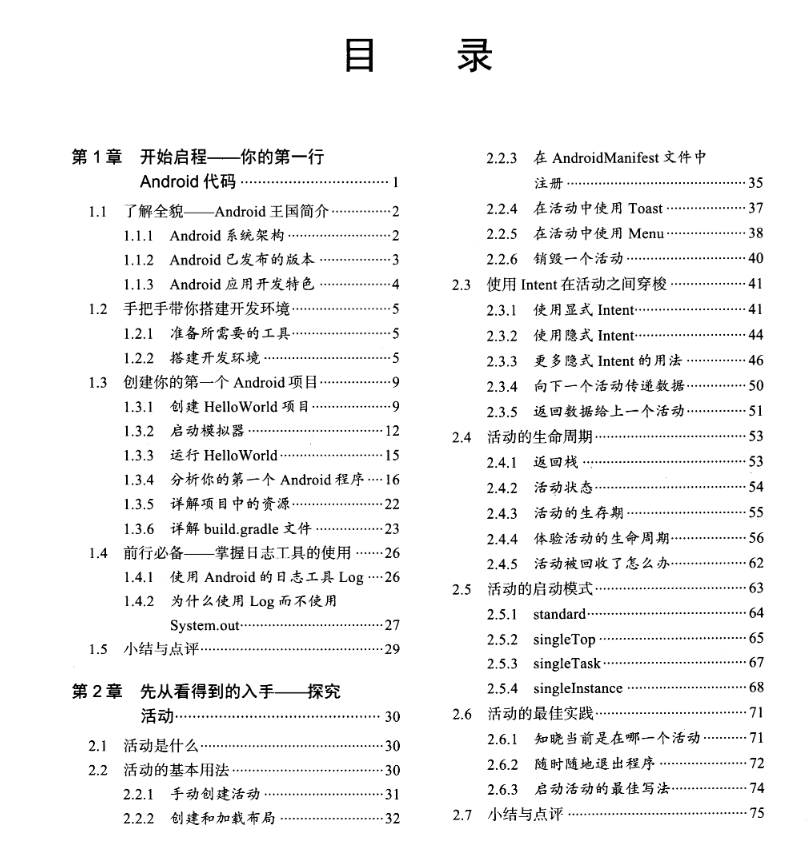 目 录
第 1 章 开始启程——你的第一行
Android 代码 ································ 1
1.1 了解全貌——Android 王国简介 ·············· 2
1.1.1 Android 系统架构 ························ 2
1.1.2 Android 已发布的版本 ················· 3
1.1.3 Android 应用开发特色 ················· 4
1.2 手把手带你搭建开发环境 ······················· 5
1.2.1 准备所需要的工具 ······················· 5
1.2.2 搭建开发环境 ····························· 5
1.3 创建你的第一个 Android 项目 ················· 9
1.3.1 创建 HelloWorld 项目 ··················· 9
1.3.2 启动模拟器 ································ 12
1.3.3 运行 HelloWorld ························ 15
1.3.4 分析你的第一个 Android 程序 ···· 16
1.3.5 详解项目中的资源 ····················· 22
1.3.6 详解 build.gradle 文件 ················ 23
1.4 前行必备——掌握日志工具的使用 ······· 26
1.4.1 使用 Android 的日志工具 Log ···· 26
1.4.2 为什么使用 Log 而不使用
System.out ································· 27
1.5 小结与点评 ··········································· 29
第 2 章 先从看得到的入手——探究
活动 ············································ 30
2.1 活动是什么 ··········································· 30
2.2 活动的基本用法 ···································· 30
2.2.1 手动创建活动 ···························· 31
2.2.2 创建和加载布局 ························ 32
2.2.3 在 AndroidManifest 文件中
注册 ·········································· 35
2.2.4 在活动中使用 Toast ··················· 37
2.2.5 在活动中使用 Menu ··················· 38
2.2.6 销毁一个活动 ···························· 40
2.3 使用 Intent 在活动之间穿梭 ·················· 41
2.3.1 使用显式 Intent ·························· 41
2.3.2 使用隐式 Intent ·························· 44
2.3.3 更多隐式 Intent 的用法 ·············· 46
2.3.4 向下一个活动传递数据 ·············· 50
2.3.5 返回数据给上一个活动 ·············· 51
2.4 活动的生命周期 ···································· 53
2.4.1 返回栈 ······································ 53
2.4.2 活动状态 ··································· 54
2.4.3 活动的生存期 ···························· 55
2.4.4 体验活动的生命周期 ·················· 56
2.4.5 活动被回收了怎么办 ·················· 62
2.5 活动的启动模式 ···································· 63
2.5.1 standard ····································· 64
2.5.2 singleTop ··································· 65
2.5.3 singleTask ·································· 67
2.5.4 singleInstance ···························· 68
2.6 活动的最佳实践 ···································· 71
2.6.1 知晓当前是在哪一个活动 ·········· 71
2.6.2 随时随地退出程序 ····················· 72
2.6.3 启动活动的最佳写法 ·················· 74
2.7 小结与点评 ··········································· 75